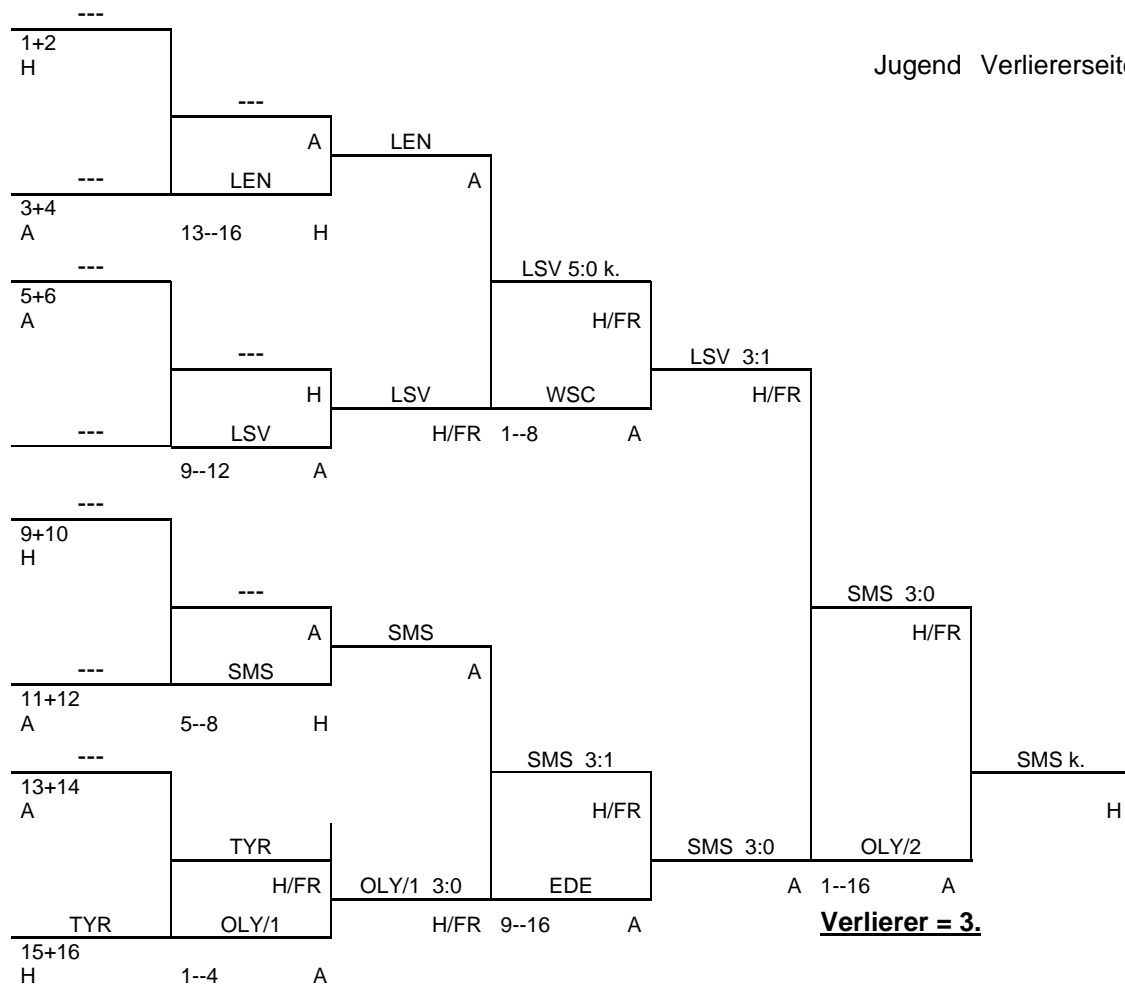 ---
1+2
H
Jugend Verliererseite
---
A LEN
--- LEN A
3+4
A 13--16 H
--- LSV 5:0 k.
5+6
A H/FR
--- LSV 3:1
H LSV WSC H/FR
--- LSV H/FR 1--8 A
9--12 A
---
9+10
H
--- SMS 3:0
A SMS H/FR
--- SMS A
11+12
A 5--8 H
--- SMS 3:1 SMS k.
13+14
A H/FR H
TYR SMS 3:0 OLY/2
H/FR OLY/1 3:0 EDE A 1--16 A
TYR OLY/1 H/FR 9--16 A Verlierer = 3.
15+16
H 1--4 A